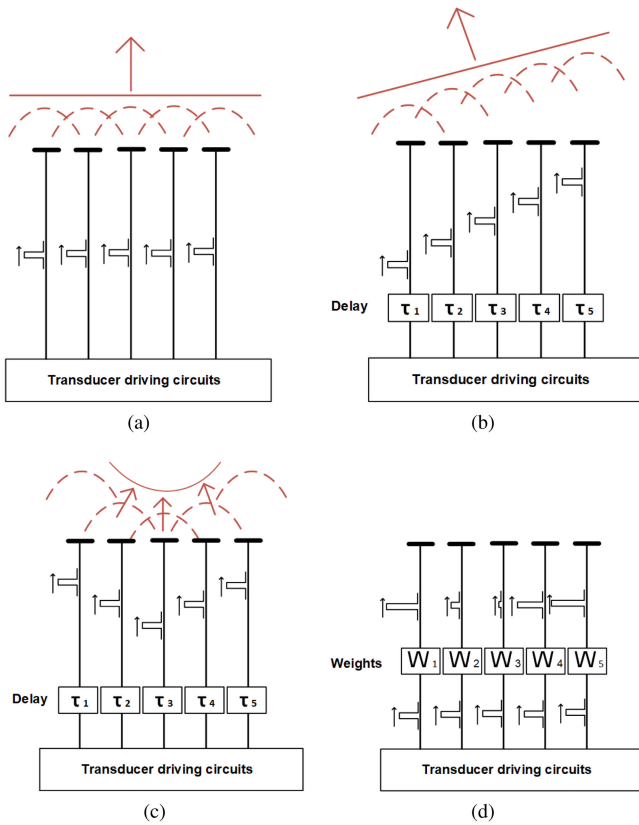 Delay
τ1 τ2 τ3 τ4 τ5
Transducer driving circuits
Transducer driving circuits
(a)
(b)
Delay
τ1 τ2 τ3 τ4 τ5
Transducer driving circuits
Weights
W1 W2 W3 W4 W5
Transducer driving circuits
(c)
(d)